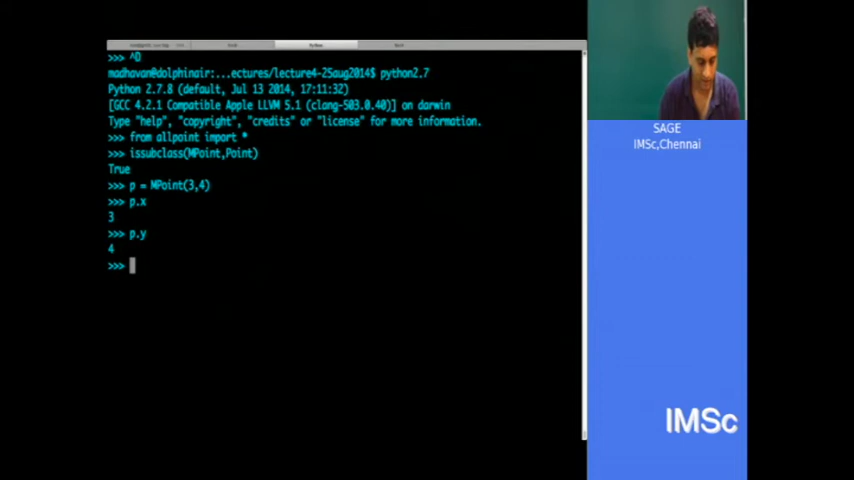 >>> ^D
madhavan@dolphinair:...ectures/lecture4-25aug2014$ python2.7
Python 2.7.8 (default, Jul 13 2014, 17:11:32)
[GCC 4.2.1 Compatible Apple LLVM 5.1 (clang-503.0.40)] on darwin
Type "help", "copyright", "credits" or "license" for more information.
>>> from allpoint import *
>>> issubclass(MPoint,Point)
True
>>> p = MPoint(3,4)
>>> p.x
3
>>> p.y
4
>>>
SAGE
IMSc,Chennai
IMSc